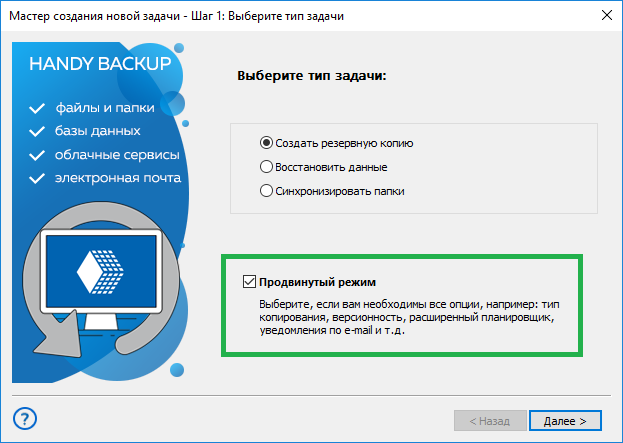 Мастер создания новой задачи - Шаг 1: Выберите тип задачи
HANDY BACKUP
файлы и папки
базы данных
облачные сервисы
электронная почта
Выберите тип задачи:
Создать резервную копию
Восстановить данные
Синхронизировать папки
Продвинутый режим
Выберите, если вам необходимы все опции, например: тип
копирования, версионность, расширенный планировщик,
уведомления по e-mail и т.д.
?
< Назад
Далее >